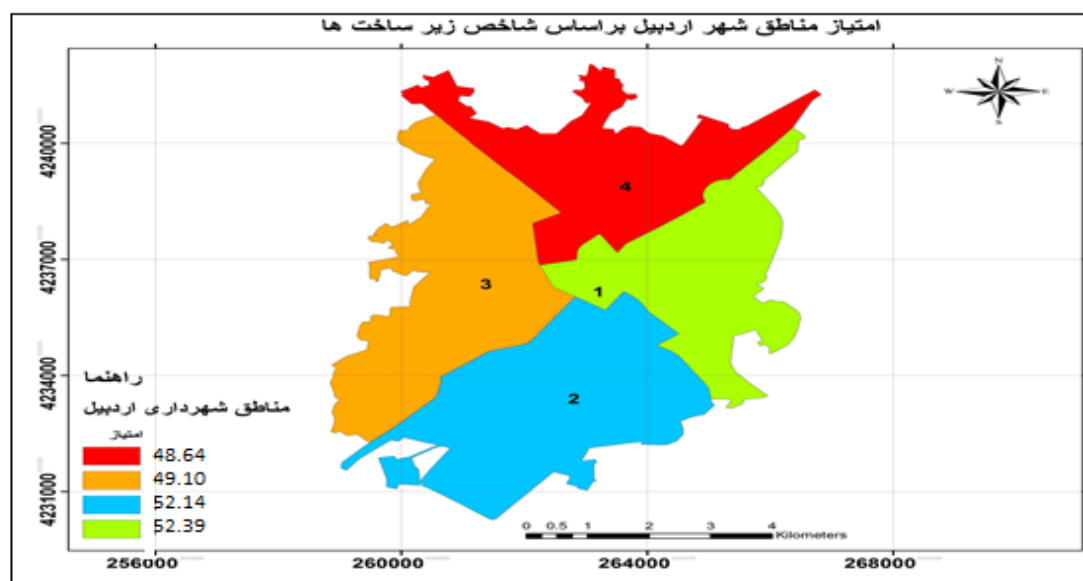 امتیاز مناطق شهر اردبیل براساس شاخص زیر ساخت ها
256000 260000 264000 268000
4240000
4237000
4234000
4231000
N
W E
S
4
3
1
2
راهنما
مناطق شهرداری اردبیل
امتیاز
48.64
49.10
52.14
52.39
0 0.5 1 2 3 4
Kilometers